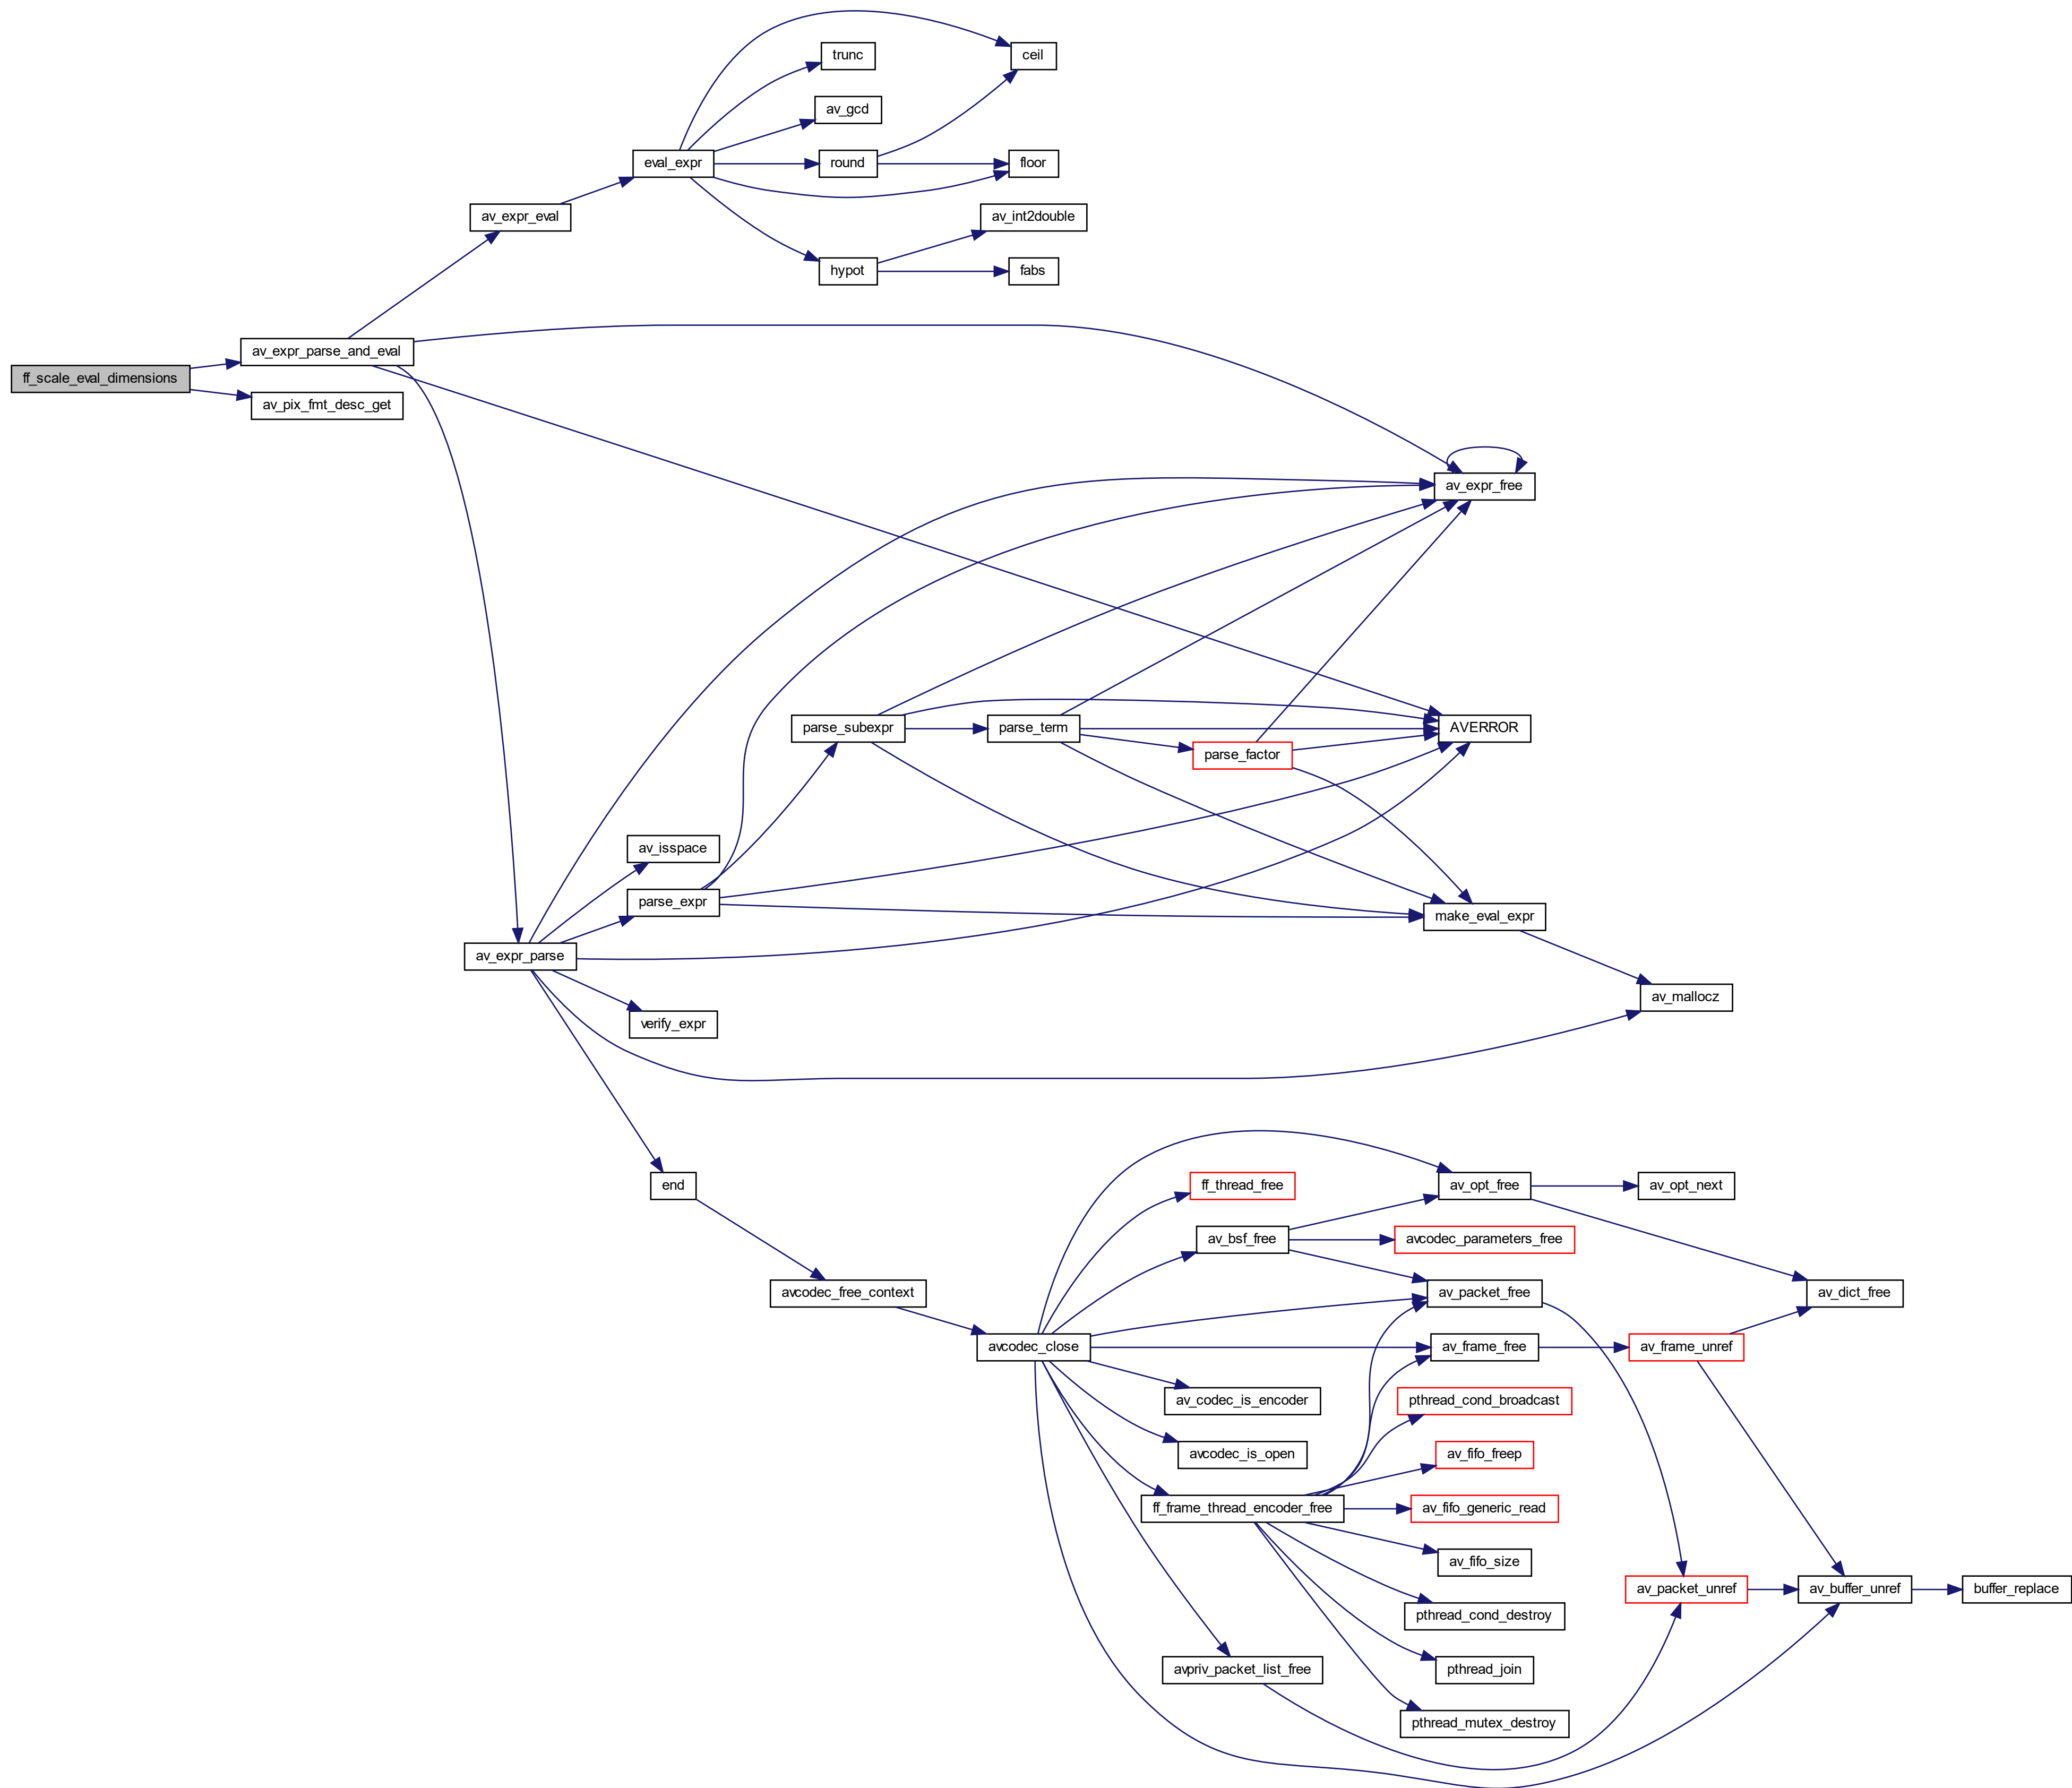 ceil
trunc
av_gcd
eval_expr
round
floor
av_expr_eval
av_int2double
hypot
fabs
av_expr_parse_and_eval
ff_scale_eval_dimensions
av_pix_fmt_desc_get
av_expr_free
parse_subexpr
parse_term
AVERROR
parse_factor
av_isspace
parse_expr
make_eval_expr
av_expr_parse
av_mallocz
verify_expr
end
ff_thread_free
av_opt_free
av_opt_next
av_bsf_free
avcodec_parameters_free
avcodec_free_context
av_packet_free
av_dict_free
avcodec_close
av_frame_free
av_frame_unref
av_codec_is_encoder
pthread_cond_broadcast
avcodec_is_open
av_fifo_freep
ff_frame_thread_encoder_free
av_fifo_generic_read
av_fifo_size
av_packet_unref
av_buffer_unref
buffer_replace
pthread_cond_destroy
avpriv_packet_list_free
pthread_join
pthread_mutex_destroy